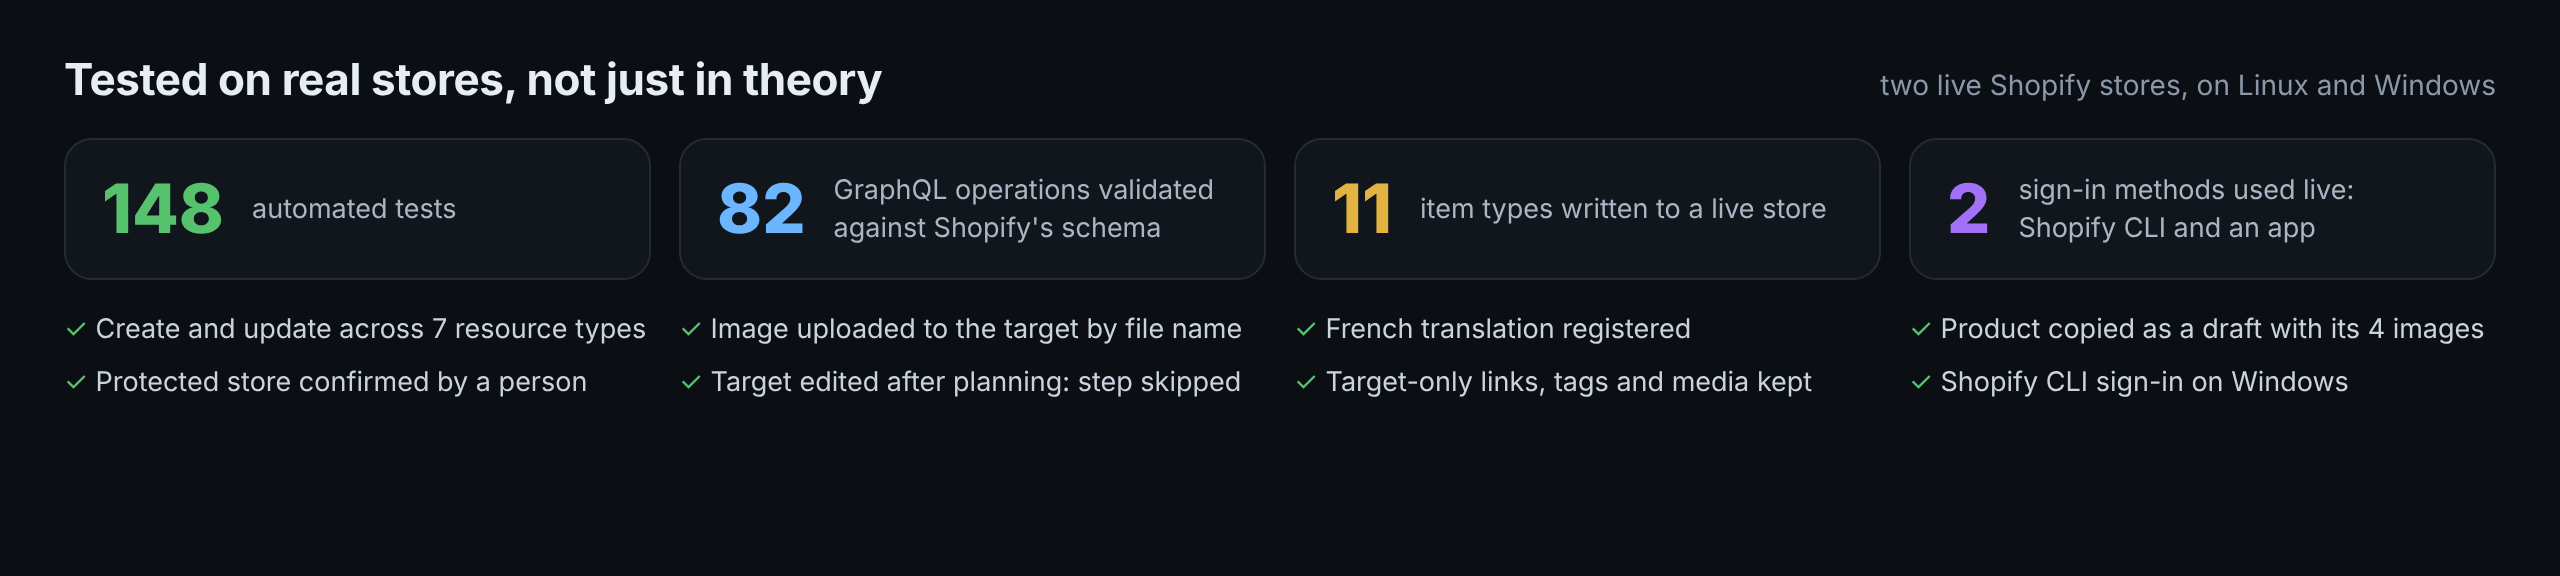 Tested on real stores, not just in theory
two live Shopify stores, on Linux and Windows
148 automated tests
82 GraphQL operations validated
against Shopify's schema
11 item types written to a live store
2 sign-in methods used live:
Shopify CLI and an app
✓ Create and update across 7 resource types
✓ Image uploaded to the target by file name
✓ French translation registered
✓ Product copied as a draft with its 4 images
✓ Protected store confirmed by a person
✓ Target edited after planning: step skipped
✓ Target-only links, tags and media kept
✓ Shopify CLI sign-in on Windows